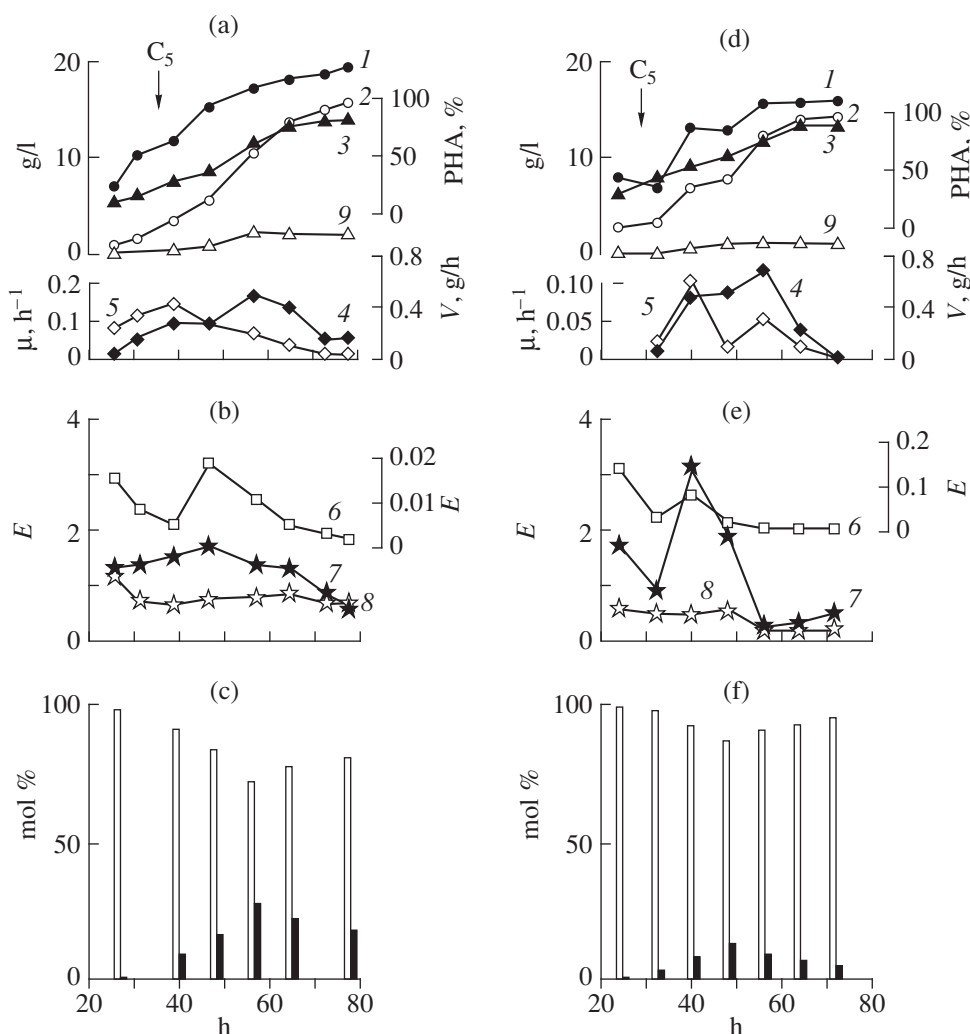 (a)
C5
20
10
0
g/l
1
2
3
9
100
50
0
PHA, %
0.2
0.1
0
μ, h–1
5
4
0.8
0.4
0
V, g/h
(d)
C5
20
10
0
g/l
1
2
3
9
100
50
0
PHA, %
0.10
0.05
0
μ, h–1
5
4
0.8
0.4
0
V, g/h
(b)
4
2
0
E
6
7
8
0.02
0.01
0
E
(e)
4
2
0
E
6
8
7
0.2
0.1
0
E
(c)
100
50
0
mol %
20 40 60 80
h
(f)
100
50
0
mol %
20 40 60 80
h